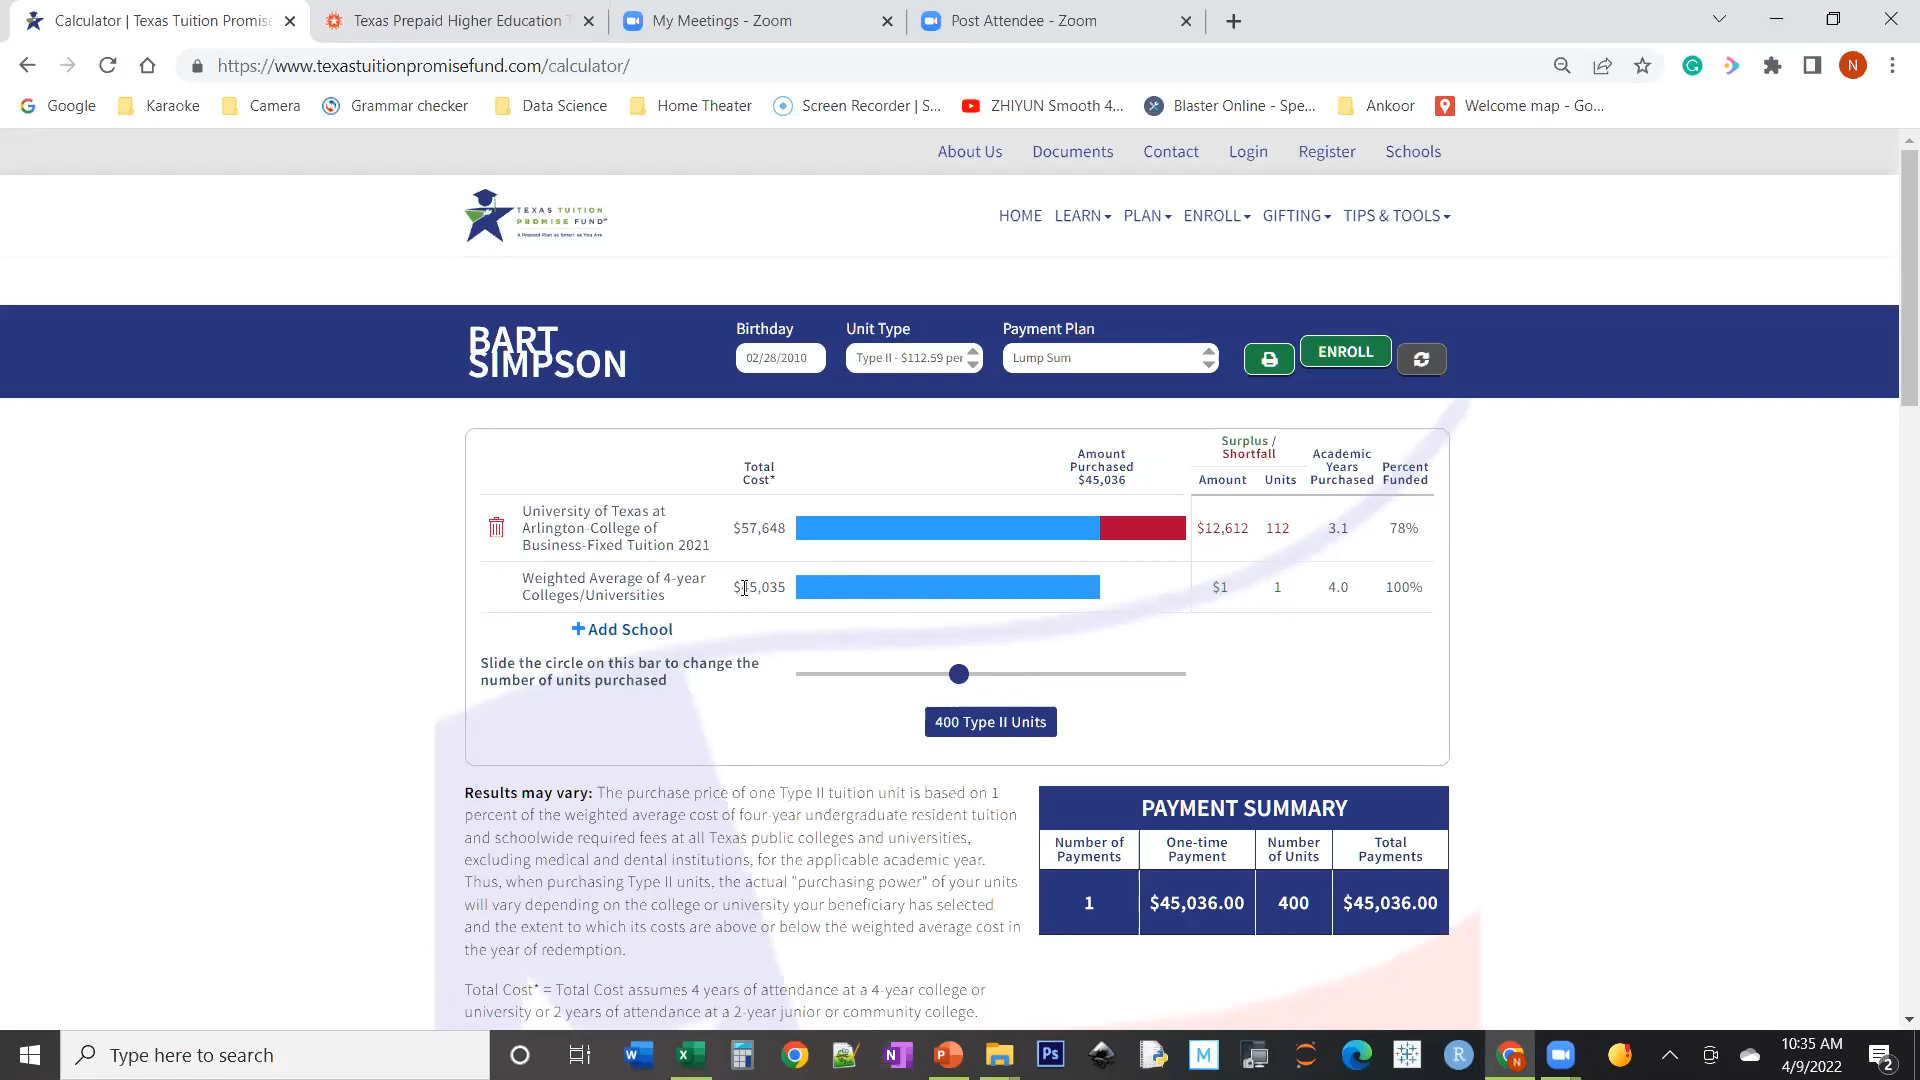 Calculator | Texas Tuition Promise
Texas Prepaid Higher Education T
My Meetings - Zoom
Post Attendee - Zoom
https://www.texastuitionpromisefund.com/calculator/
N
Google
Karaoke
Camera
Grammar checker
Data Science
Home Theater
Screen Recorder | S...
ZHIYUN Smooth 4...
Blaster Online - Spe...
Ankoor
Welcome map - Go...
About Us
Documents
Contact
Login
Register
Schools
TEXAS TUITION
PROMISE FUND
A Prepaid Plan as Smart as You Are
HOME
LEARN
PLAN
ENROLL
GIFTING
TIPS & TOOLS
BART
SIMPSON
Birthday
02/28/2010
Unit Type
Type II - $112.59 per
Payment Plan
Lump Sum
ENROLL
Total
Cost*
Amount
Purchased
$45,036
Surplus /
Shortfall
Amount
Units
Academic
Years
Purchased
Percent
Funded
University of Texas at
Arlington-College of
Business-Fixed Tuition 2021
$57,648
$12,612
112
3.1
78%
Weighted Average of 4-year
Colleges/Universities
$45,035
$1
1
4.0
100%
Add School
Slide the circle on this bar to change the
number of units purchased
400 Type II Units
Results may vary: The purchase price of one Type II tuition unit is based on 1
percent of the weighted average cost of four-year undergraduate resident tuition
and schoolwide required fees at all Texas public colleges and universities,
excluding medical and dental institutions, for the applicable academic year.
Thus, when purchasing Type II units, the actual "purchasing power" of your units
will vary depending on the college or university your beneficiary has selected
and the extent to which its costs are above or below the weighted average cost in
the year of redemption.
Total Cost* = Total Cost assumes 4 years of attendance at a 4-year college or
university or 2 years of attendance at a 2-year junior or community college.
PAYMENT SUMMARY
Number of
Payments
One-time
Payment
Number
of Units
Total
Payments
1
$45,036.00
400
$45,036.00
Type here to search
10:35 AM
4/9/2022
2